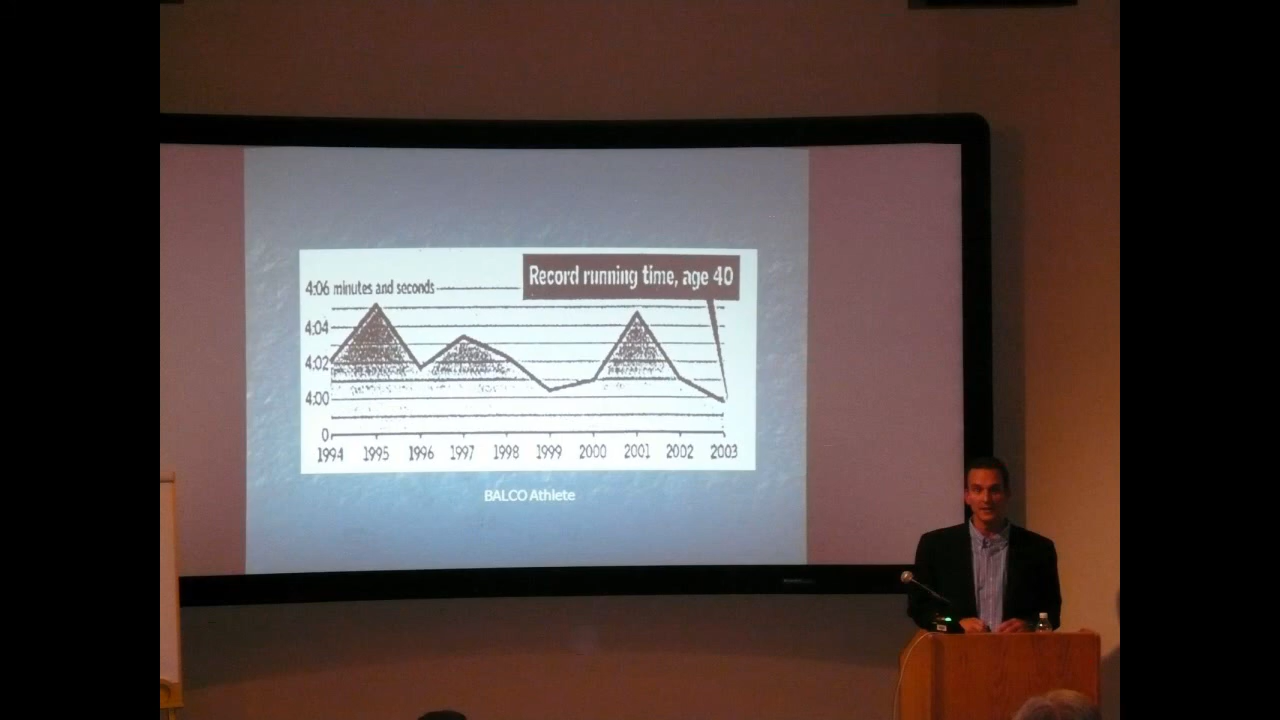 Record running time, age 40
4:06 minutes and seconds
4:04
4:02
4:00
0
1994 1995 1996 1997 1998 1999 2000 2001 2002 2003
BALCO Athlete